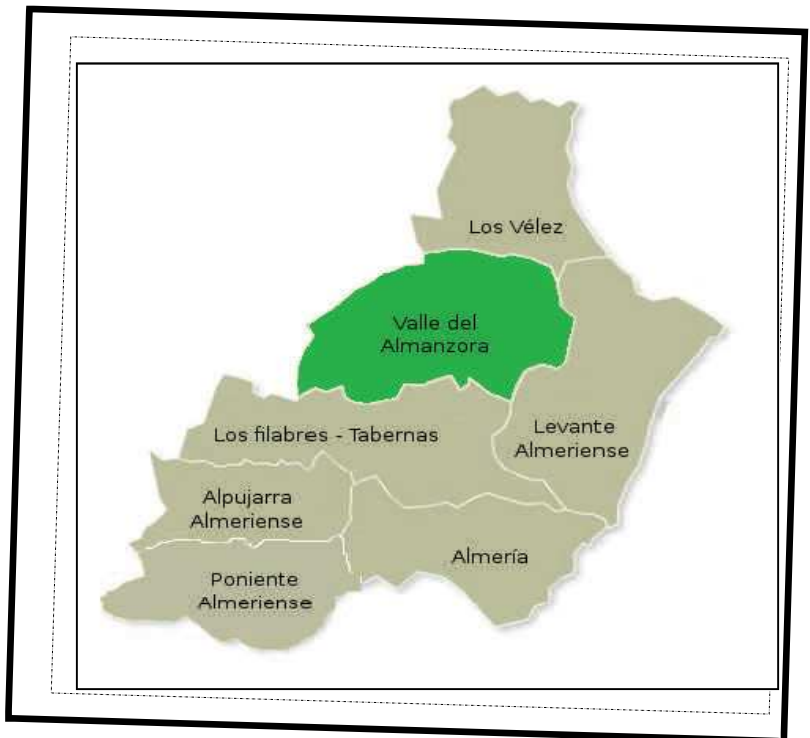 Los Vélez
Valle del
Almanzora
Los filabres - Tabernas
Levante
Almeriense
Alpujarra
Almeriense
Almería
Poniente
Almeriense